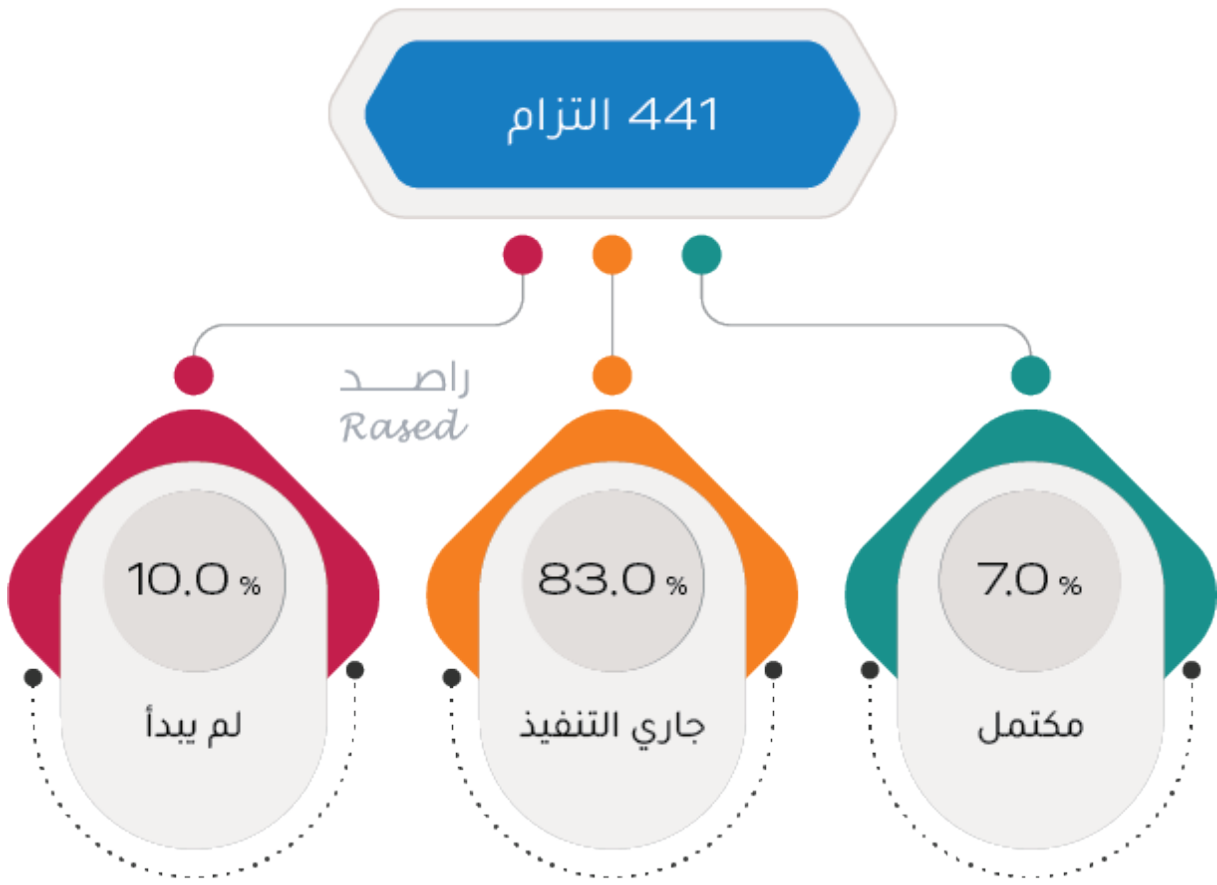 441 التزام
راصد
Rased
7.0 %
مكتمل
83.0 %
جاري التنفيذ
10.0 %
لم يبدأ